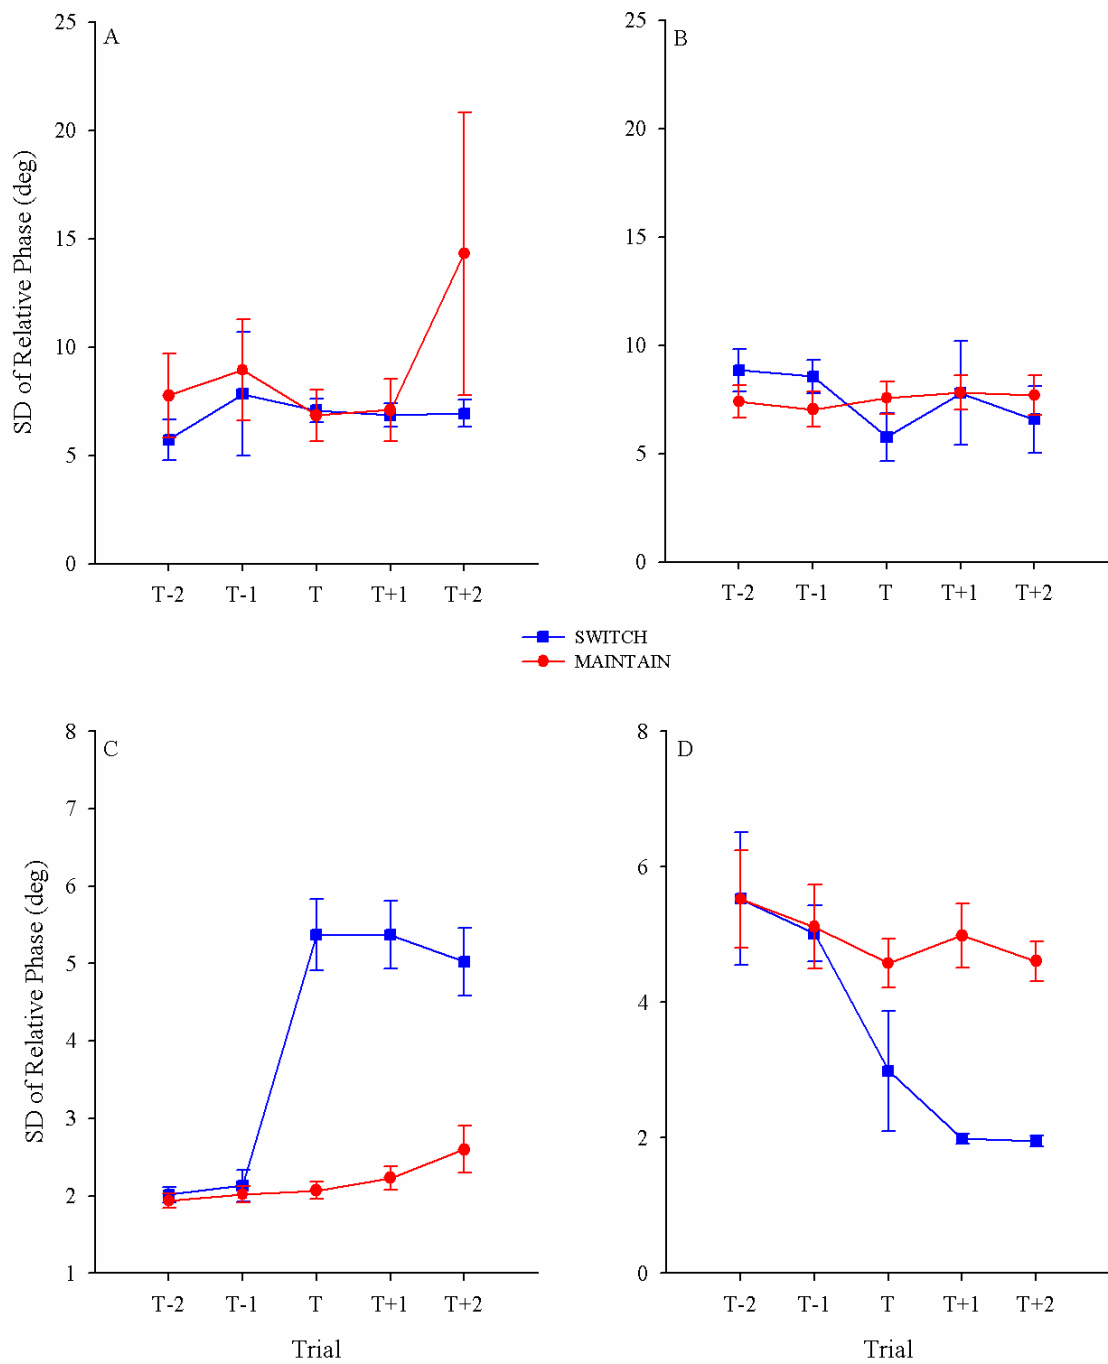 A
25
20
15
10
5
0
SD of Relative Phase (deg)
T-2 T-1 T T+1 T+2
B
25
20
15
10
5
0
T-2 T-1 T T+1 T+2
SWITCH
MAINTAIN
C
8
7
6
5
4
3
2
1
SD of Relative Phase (deg)
T-2 T-1 T T+1 T+2
Trial
D
8
6
4
2
0
T-2 T-1 T T+1 T+2
Trial